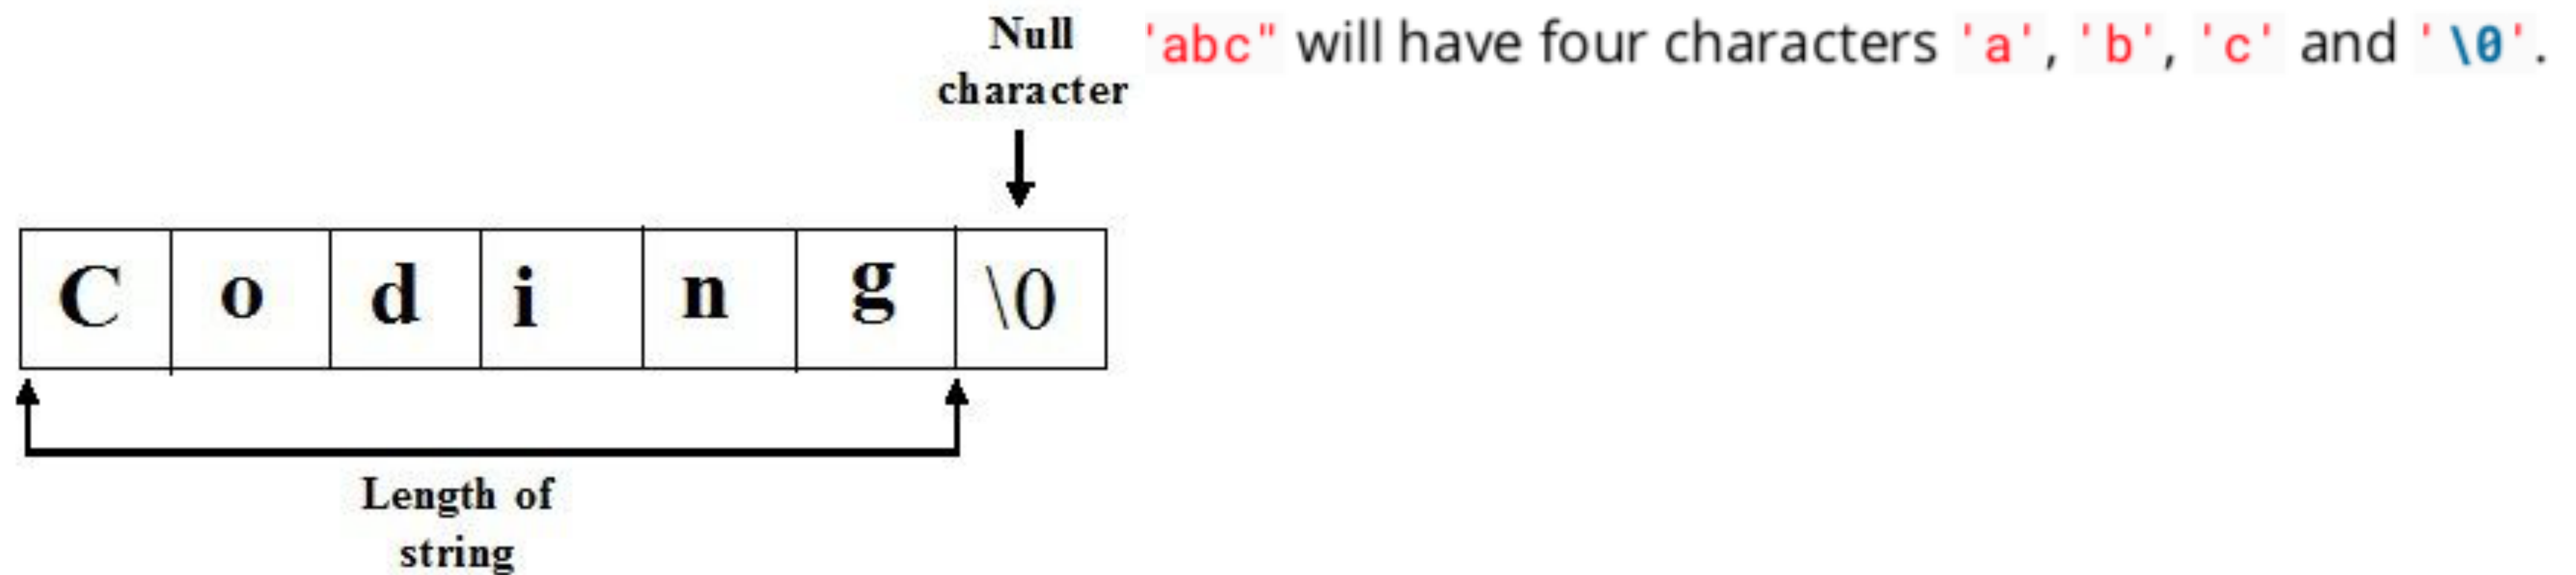 Null
character
'abc" will have four characters 'a', 'b', 'c' and '\0'.
C o d i n g \0
Length of
string